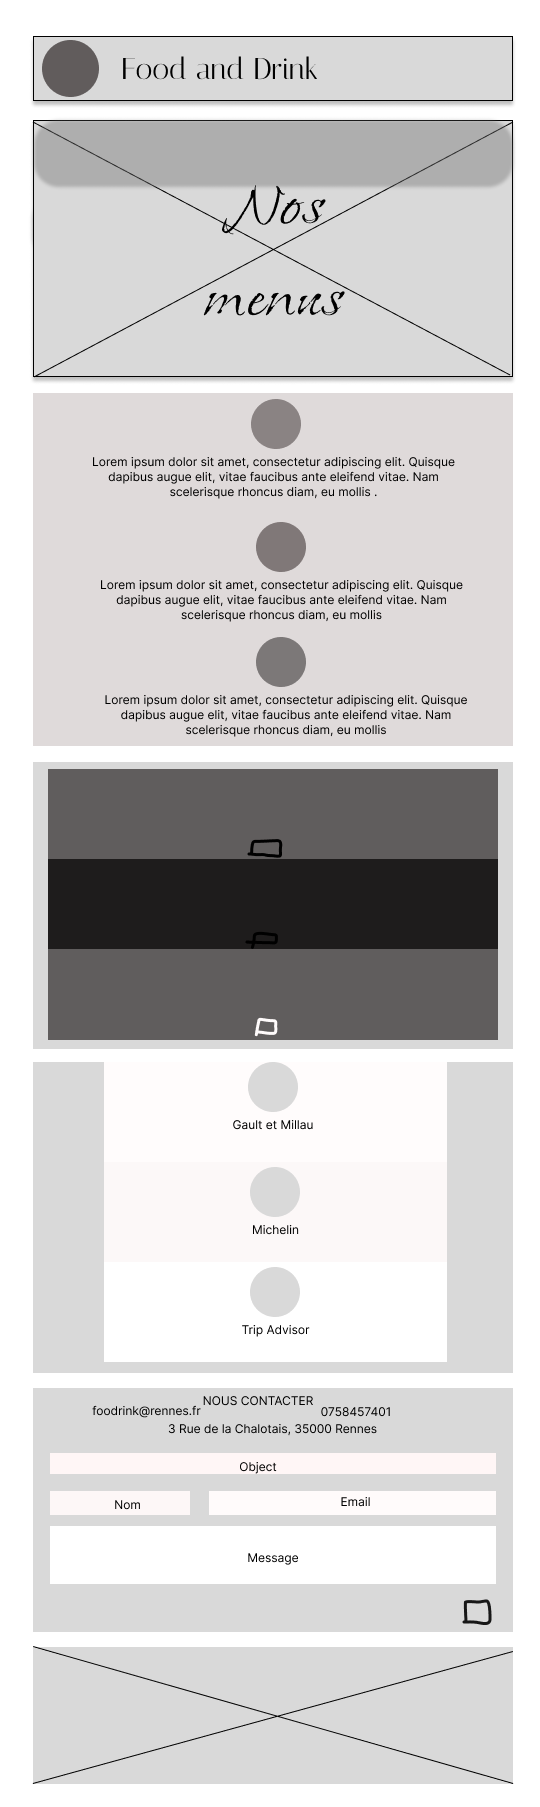 Food and Drink
Nos
menus
Lorem ipsum dolor sit amet, consectetur adipiscing elit. Quisque
dapibus augue elit, vitae faucibus ante eleifend vitae. Nam
scelerisque rhoncus diam, eu mollis .
Lorem ipsum dolor sit amet, consectetur adipiscing elit. Quisque
dapibus augue elit, vitae faucibus ante eleifend vitae. Nam
scelerisque rhoncus diam, eu mollis
Lorem ipsum dolor sit amet, consectetur adipiscing elit. Quisque
dapibus augue elit, vitae faucibus ante eleifend vitae. Nam
scelerisque rhoncus diam, eu mollis
Gault et Millau
Michelin
Trip Advisor
NOUS CONTACTER
foodrink@rennes.fr
0758457401
3 Rue de la Chalotais, 35000 Rennes
Object
Nom
Email
Message